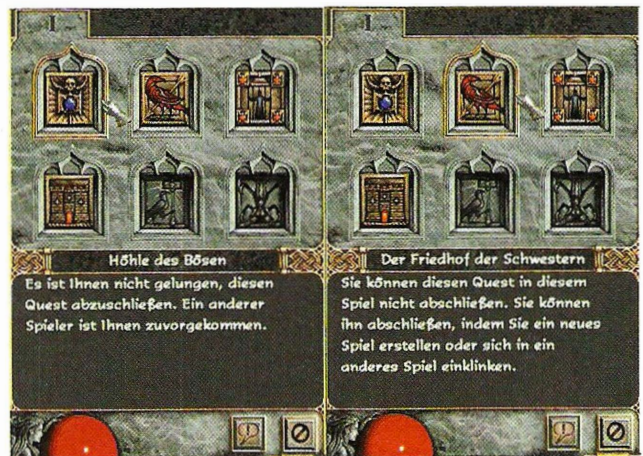 I
Höhle des Bösen
Es ist Ihnen nicht gelungen, diesen
Quest abzuschließen. Ein anderer
Spieler ist Ihnen zuvorgekommen.
I
Der Friedhof der Schwestern
Sie können diesen Quest in diesem
Spiel nicht abschließen. Sie können
ihn abschließen, indem Sie ein neues
Spiel erstellen oder sich in ein
anderes Spiel einklinken.